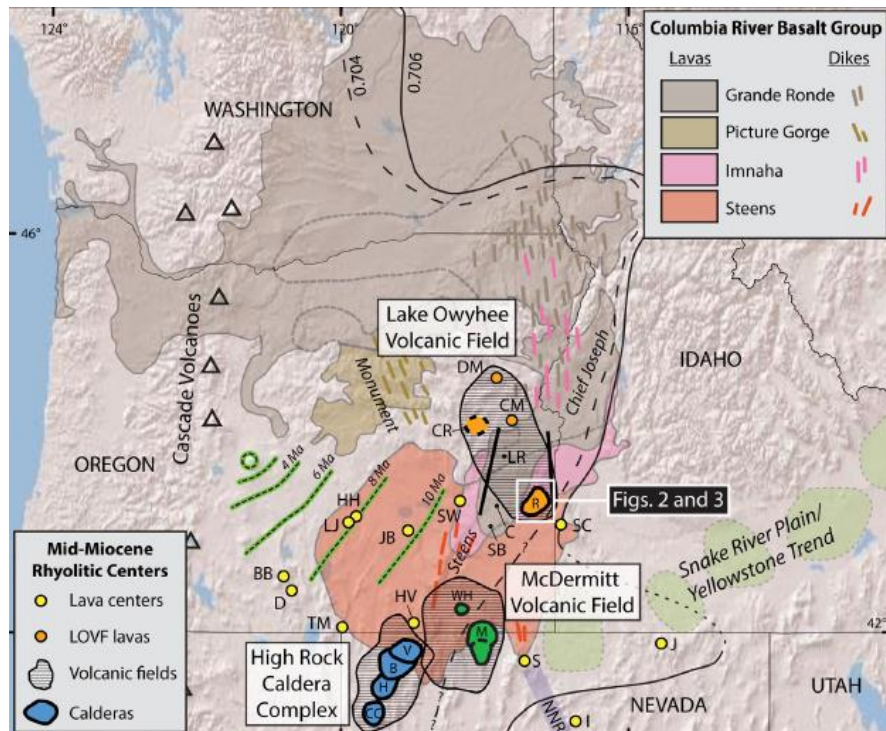 124°
120°
116°
Columbia River Basalt Group
Lavas
Dikes
Grande Ronde
Picture Gorge
Imnaha
Steens
0.704
0.706
WASHINGTON
46°
Cascade Volcanoes
Lake Owyhee
Volcanic Field
DM
CM
CR
LR
Monument
Chief Joseph
IDAHO
OREGON
4 Ma
6 Ma
8 Ma
10 Ma
HH
LJ
JB
SW
Steens
C
SB
R
SC
Figs. 2 and 3
Snake River Plain/
Yellowstone Trend
McDermitt
Volcanic Field
BB
D
TM
HV
WH
M
V
B
H
CC
42°
High Rock
Caldera
Complex
S
J
NNR
I
NEVADA
UTAH
?
Mid-Miocene
Rhyolitic Centers
Lava centers
LOVF lavas
Volcanic fields
Calderas